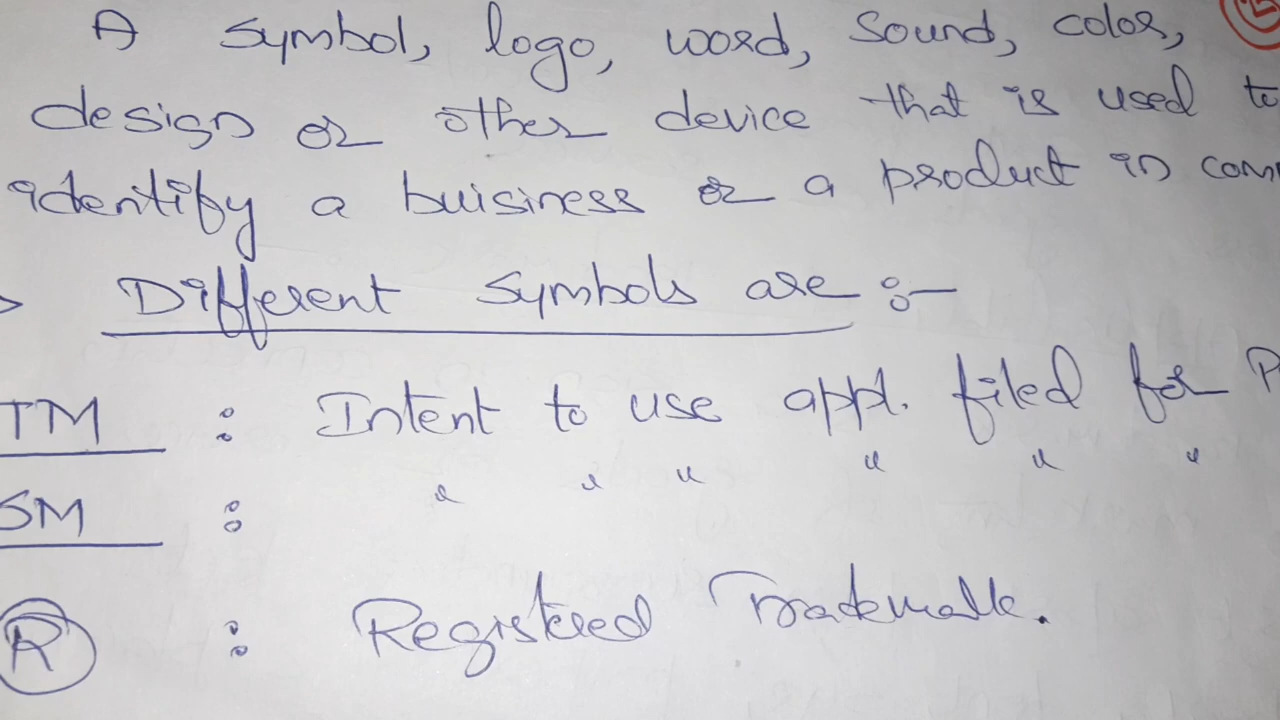 A symbol, logo, word, sound, color,
design or other device that is used to
identify a buisiness or a product in com
> Different symbols are :-
TM : Intent to use appl. filed for P
SM : " " " " " "
Ⓡ : Registered Trademark.